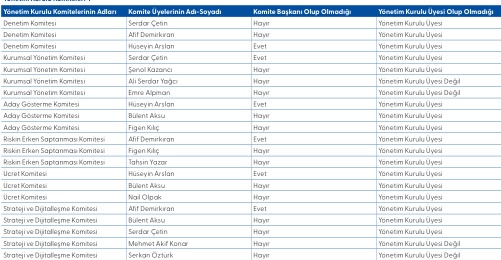 Yönetim Kurulu Komitelerinin Adları Komite Üyelerinin Adı-Soyadı Komite Başkanı Olup Olmadığı Yönetim Kurulu Üyesi Olup Olmadığı
Denetim Komitesi Serdar Çetin Hayır Yönetim Kurulu Üyesi
Denetim Komitesi Afif Demirkıran Hayır Yönetim Kurulu Üyesi
Denetim Komitesi Hüseyin Arslan Evet Yönetim Kurulu Üyesi
Kurumsal Yönetim Komitesi Serdar Çetin Evet Yönetim Kurulu Üyesi
Kurumsal Yönetim Komitesi Şenol Kazancı Hayır Yönetim Kurulu Üyesi
Kurumsal Yönetim Komitesi Ali Serdar Yağcı Hayır Yönetim Kurulu Üyesi Değil
Kurumsal Yönetim Komitesi Emre Alpman Hayır Yönetim Kurulu Üyesi Değil
Aday Gösterme Komitesi Hüseyin Arslan Evet Yönetim Kurulu Üyesi
Aday Gösterme Komitesi Bülent Aksu Hayır Yönetim Kurulu Üyesi
Aday Gösterme Komitesi Figen Kılıç Hayır Yönetim Kurulu Üyesi
Riskin Erken Saptanması Komitesi Afif Demirkıran Evet Yönetim Kurulu Üyesi
Riskin Erken Saptanması Komitesi Figen Kılıç Hayır Yönetim Kurulu Üyesi
Riskin Erken Saptanması Komitesi Tahsin Yazar Hayır Yönetim Kurulu Üyesi
Ücret Komitesi Hüseyin Arslan Evet Yönetim Kurulu Üyesi
Ücret Komitesi Bülent Aksu Hayır Yönetim Kurulu Üyesi
Ücret Komitesi Nail Olpak Hayır Yönetim Kurulu Üyesi
Strateji ve Dijitalleşme Komitesi Afif Demirkıran Evet Yönetim Kurulu Üyesi
Strateji ve Dijitalleşme Komitesi Bülent Aksu Hayır Yönetim Kurulu Üyesi
Strateji ve Dijitalleşme Komitesi Serdar Çetin Hayır Yönetim Kurulu Üyesi
Strateji ve Dijitalleşme Komitesi Mehmet Akif Konar Hayır Yönetim Kurulu Üyesi Değil
Strateji ve Dijitalleşme Komitesi Serkan Öztürk Hayır Yönetim Kurulu Üyesi Değil